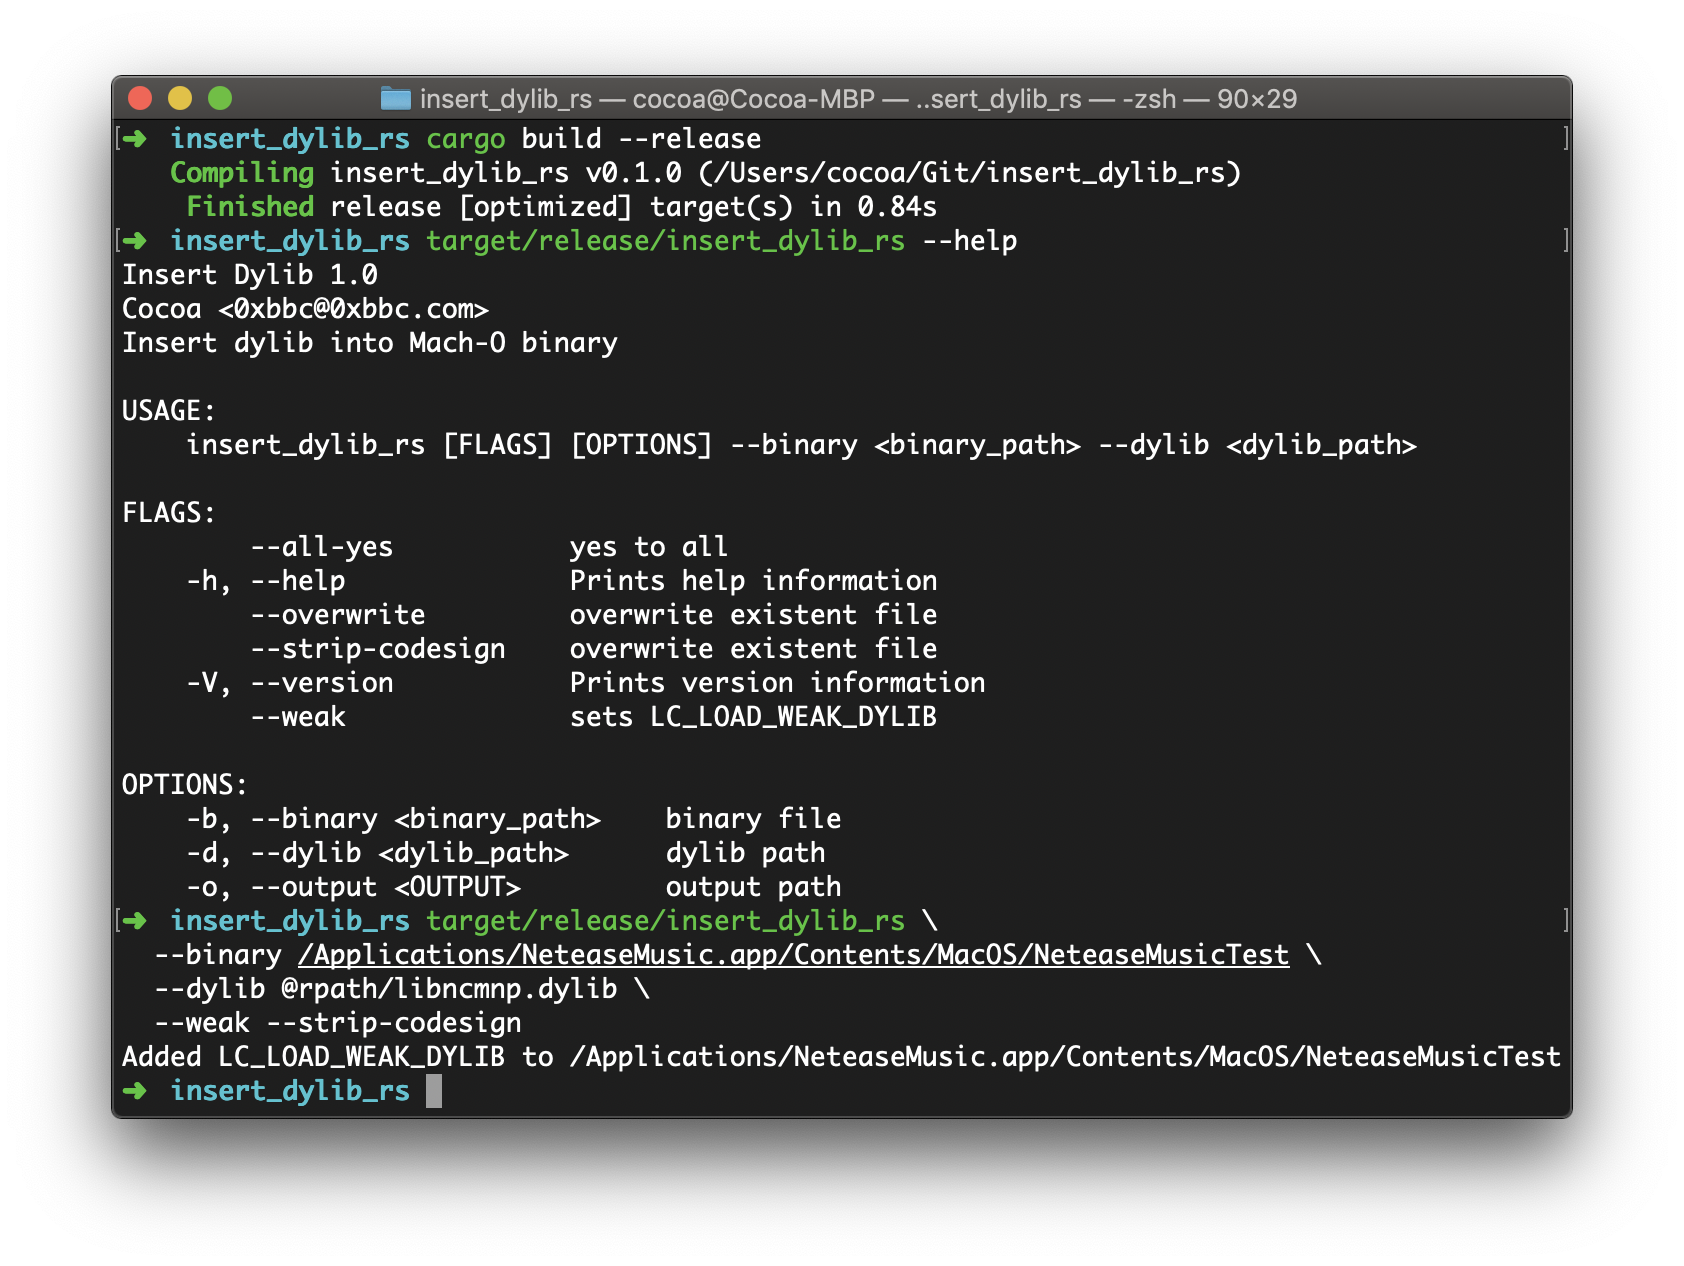 insert_dylib_rs — cocoa@Cocoa-MBP — ..sert_dylib_rs — -zsh — 90×29
[➜  insert_dylib_rs cargo build --release ]
   Compiling insert_dylib_rs v0.1.0 (/Users/cocoa/Git/insert_dylib_rs)
    Finished release [optimized] target(s) in 0.84s
[➜  insert_dylib_rs target/release/insert_dylib_rs --help ]
Insert Dylib 1.0
Cocoa <0xbbc@0xbbc.com>
Insert dylib into Mach-O binary

USAGE:
    insert_dylib_rs [FLAGS] [OPTIONS] --binary <binary_path> --dylib <dylib_path>

FLAGS:
        --all-yes           yes to all
    -h, --help              Prints help information
        --overwrite         overwrite existent file
        --strip-codesign    overwrite existent file
    -V, --version           Prints version information
        --weak              sets LC_LOAD_WEAK_DYLIB

OPTIONS:
    -b, --binary <binary_path>    binary file
    -d, --dylib <dylib_path>      dylib path
    -o, --output <OUTPUT>         output path
[➜  insert_dylib_rs target/release/insert_dylib_rs \ ]
  --binary /Applications/NeteaseMusic.app/Contents/MacOS/NeteaseMusicTest \
  --dylib @rpath/libncmnp.dylib \
  --weak --strip-codesign
Added LC_LOAD_WEAK_DYLIB to /Applications/NeteaseMusic.app/Contents/MacOS/NeteaseMusicTest
➜  insert_dylib_rs